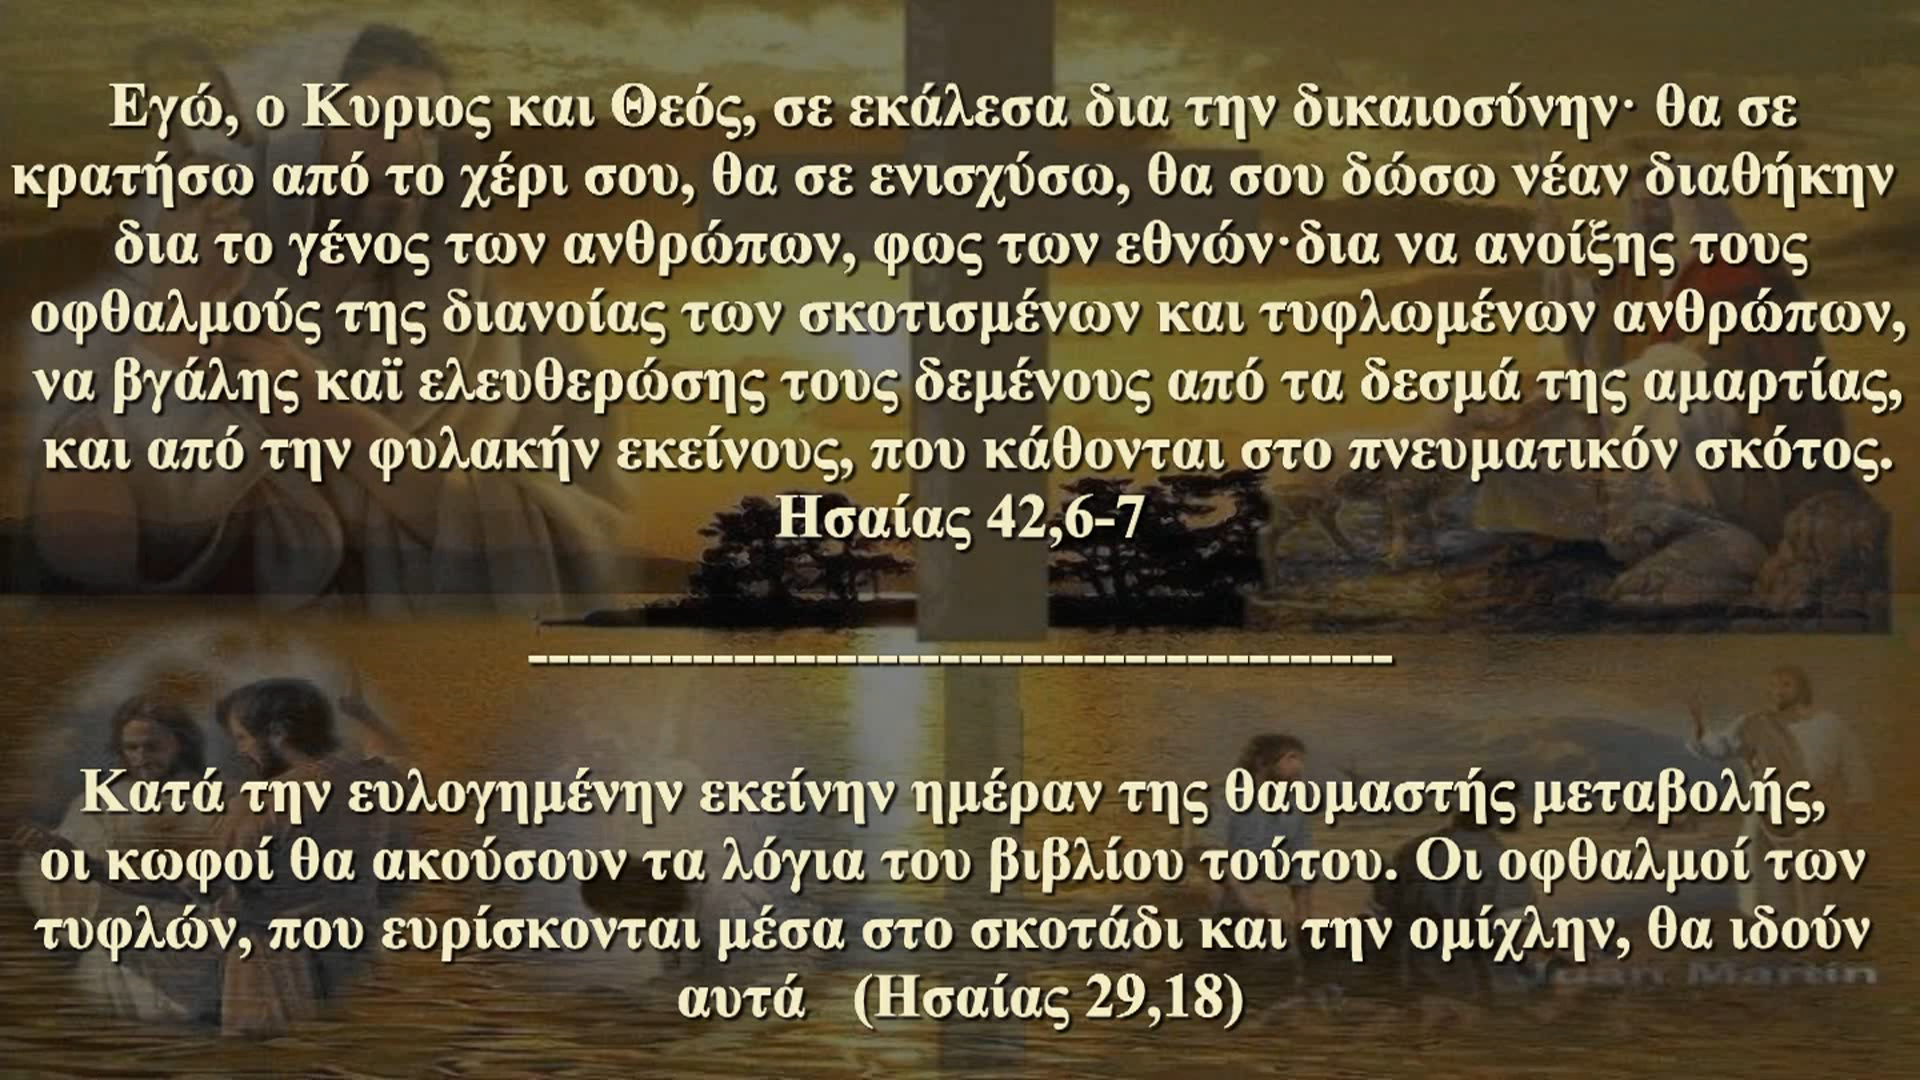 Εγώ, ο Κυριος και Θεός, σε εκάλεσα δια την δικαιοσύνην· θα σε
κρατήσω από το χέρι σου, θα σε ενισχύσω, θα σου δώσω νέαν διαθήκην
δια το γένος των ανθρώπων, φως των εθνών·δια να ανοίξης τους
οφθαλμούς της διανοίας των σκοτισμένων και τυφλωμένων ανθρώπων,
να βγάλης καϊ ελευθερώσης τους δεμένους από τα δεσμά της αμαρτίας,
και από την φυλακήν εκείνους, που κάθονται στο πνευματικόν σκότος.
Ησαίας 42,6-7
-------------------------------------------
Κατά την ευλογημένην εκείνην ημέραν της θαυμαστής μεταβολής,
οι κωφοί θα ακούσουν τα λόγια του βιβλίου τούτου. Οι οφθαλμοί των
τυφλών, που ευρίσκονται μέσα στο σκοτάδι και την ομίχλην, θα ιδούν
αυτά (Ησαίας 29,18)
Juan Martin